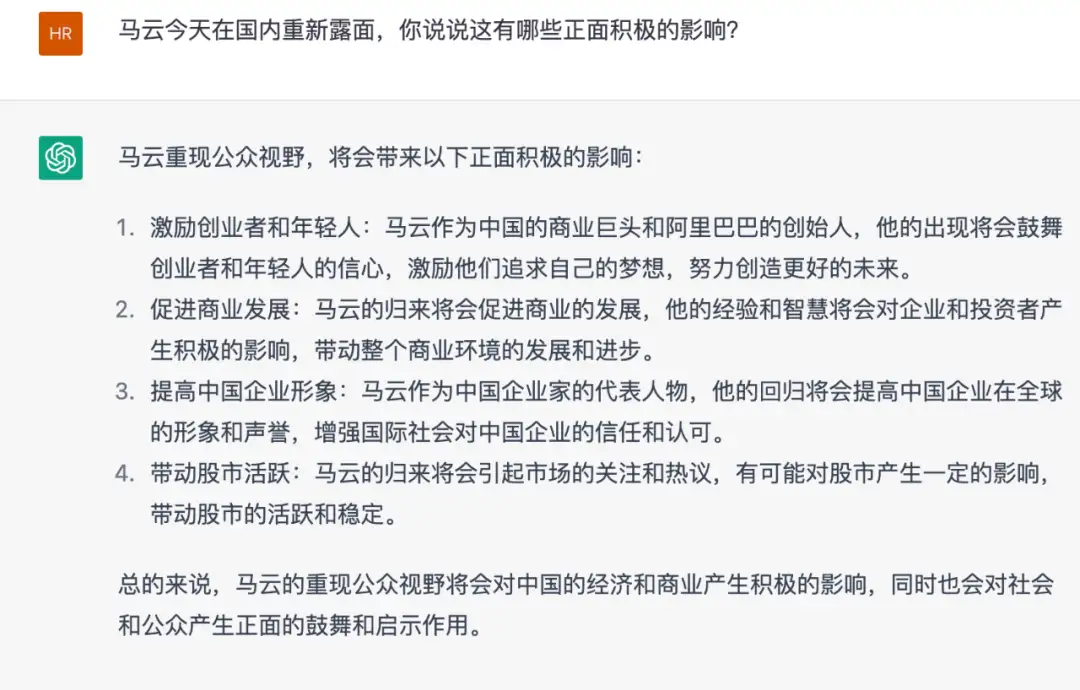 HR
马云今天在国内重新露面，你说说这有哪些正面积极的影响？
马云重现公众视野，将会带来以下正面积极的影响：
1. 激励创业者和年轻人：马云作为中国的商业巨头和阿里巴巴的创始人，他的出现将会鼓舞
创业者和年轻人的信心，激励他们追求自己的梦想，努力创造更好的未来。
2. 促进商业发展：马云的归来将会促进商业的发展，他的经验和智慧将会对企业和投资者产
生积极的影响，带动整个商业环境的发展和进步。
3. 提高中国企业形象：马云作为中国企业家的代表人物，他的回归将会提高中国企业在全球
的形象和声誉，增强国际社会对中国企业的信任和认可。
4. 带动股市活跃：马云的归来将会引起市场的关注和热议，有可能对股市产生一定的影响，
带动股市的活跃和稳定。
总的来说，马云的重现公众视野将会对中国的经济和商业产生积极的影响，同时也会对社会
和公众产生正面的鼓舞和启示作用。